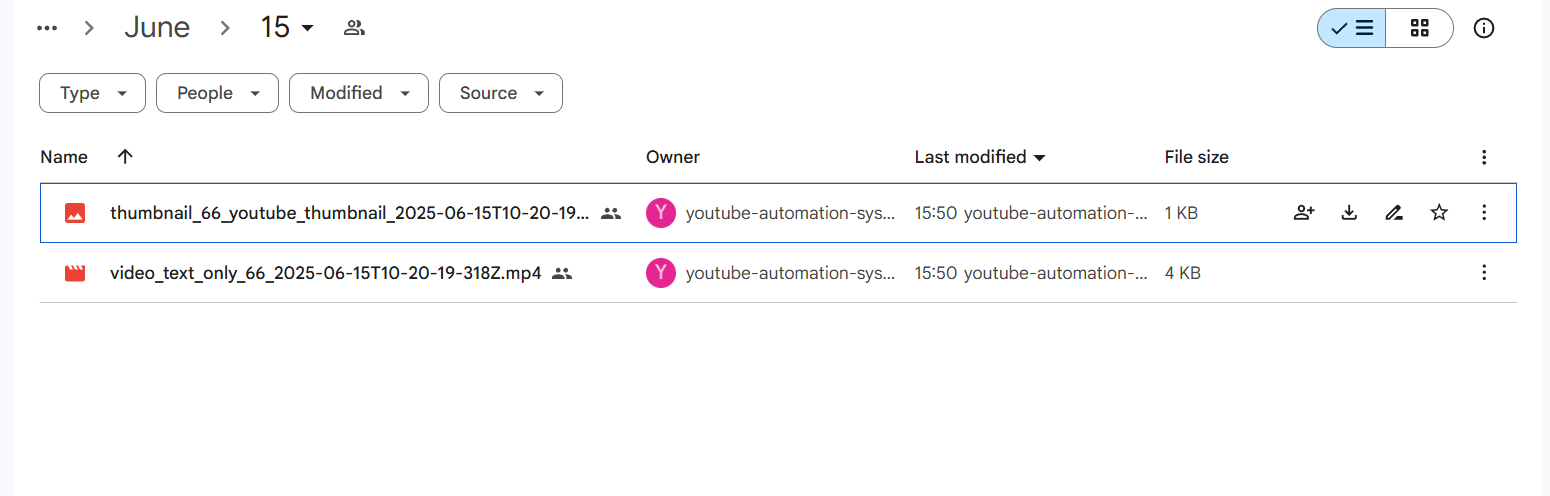 June
15
Type
People
Modified
Source
Name Owner Last modified File size
thumbnail_66_youtube_thumbnail_2025-06-15T10-20-19... Y youtube-automation-sys... 15:50 youtube-automation-... 1 KB
video_text_only_66_2025-06-15T10-20-19-318Z.mp4 Y youtube-automation-sys... 15:50 youtube-automation-... 4 KB